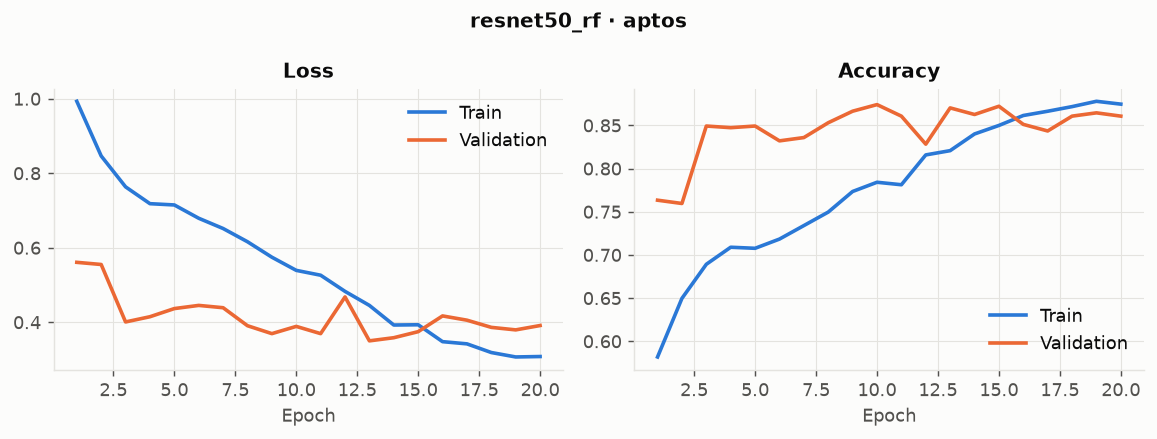 resnet50_rf · aptos
Loss
1.0
0.8
0.6
0.4
Train
Validation
2.5 5.0 7.5 10.0 12.5 15.0 17.5 20.0
Epoch
Accuracy
0.85
0.80
0.75
0.70
0.65
0.60
Train
Validation
2.5 5.0 7.5 10.0 12.5 15.0 17.5 20.0
Epoch